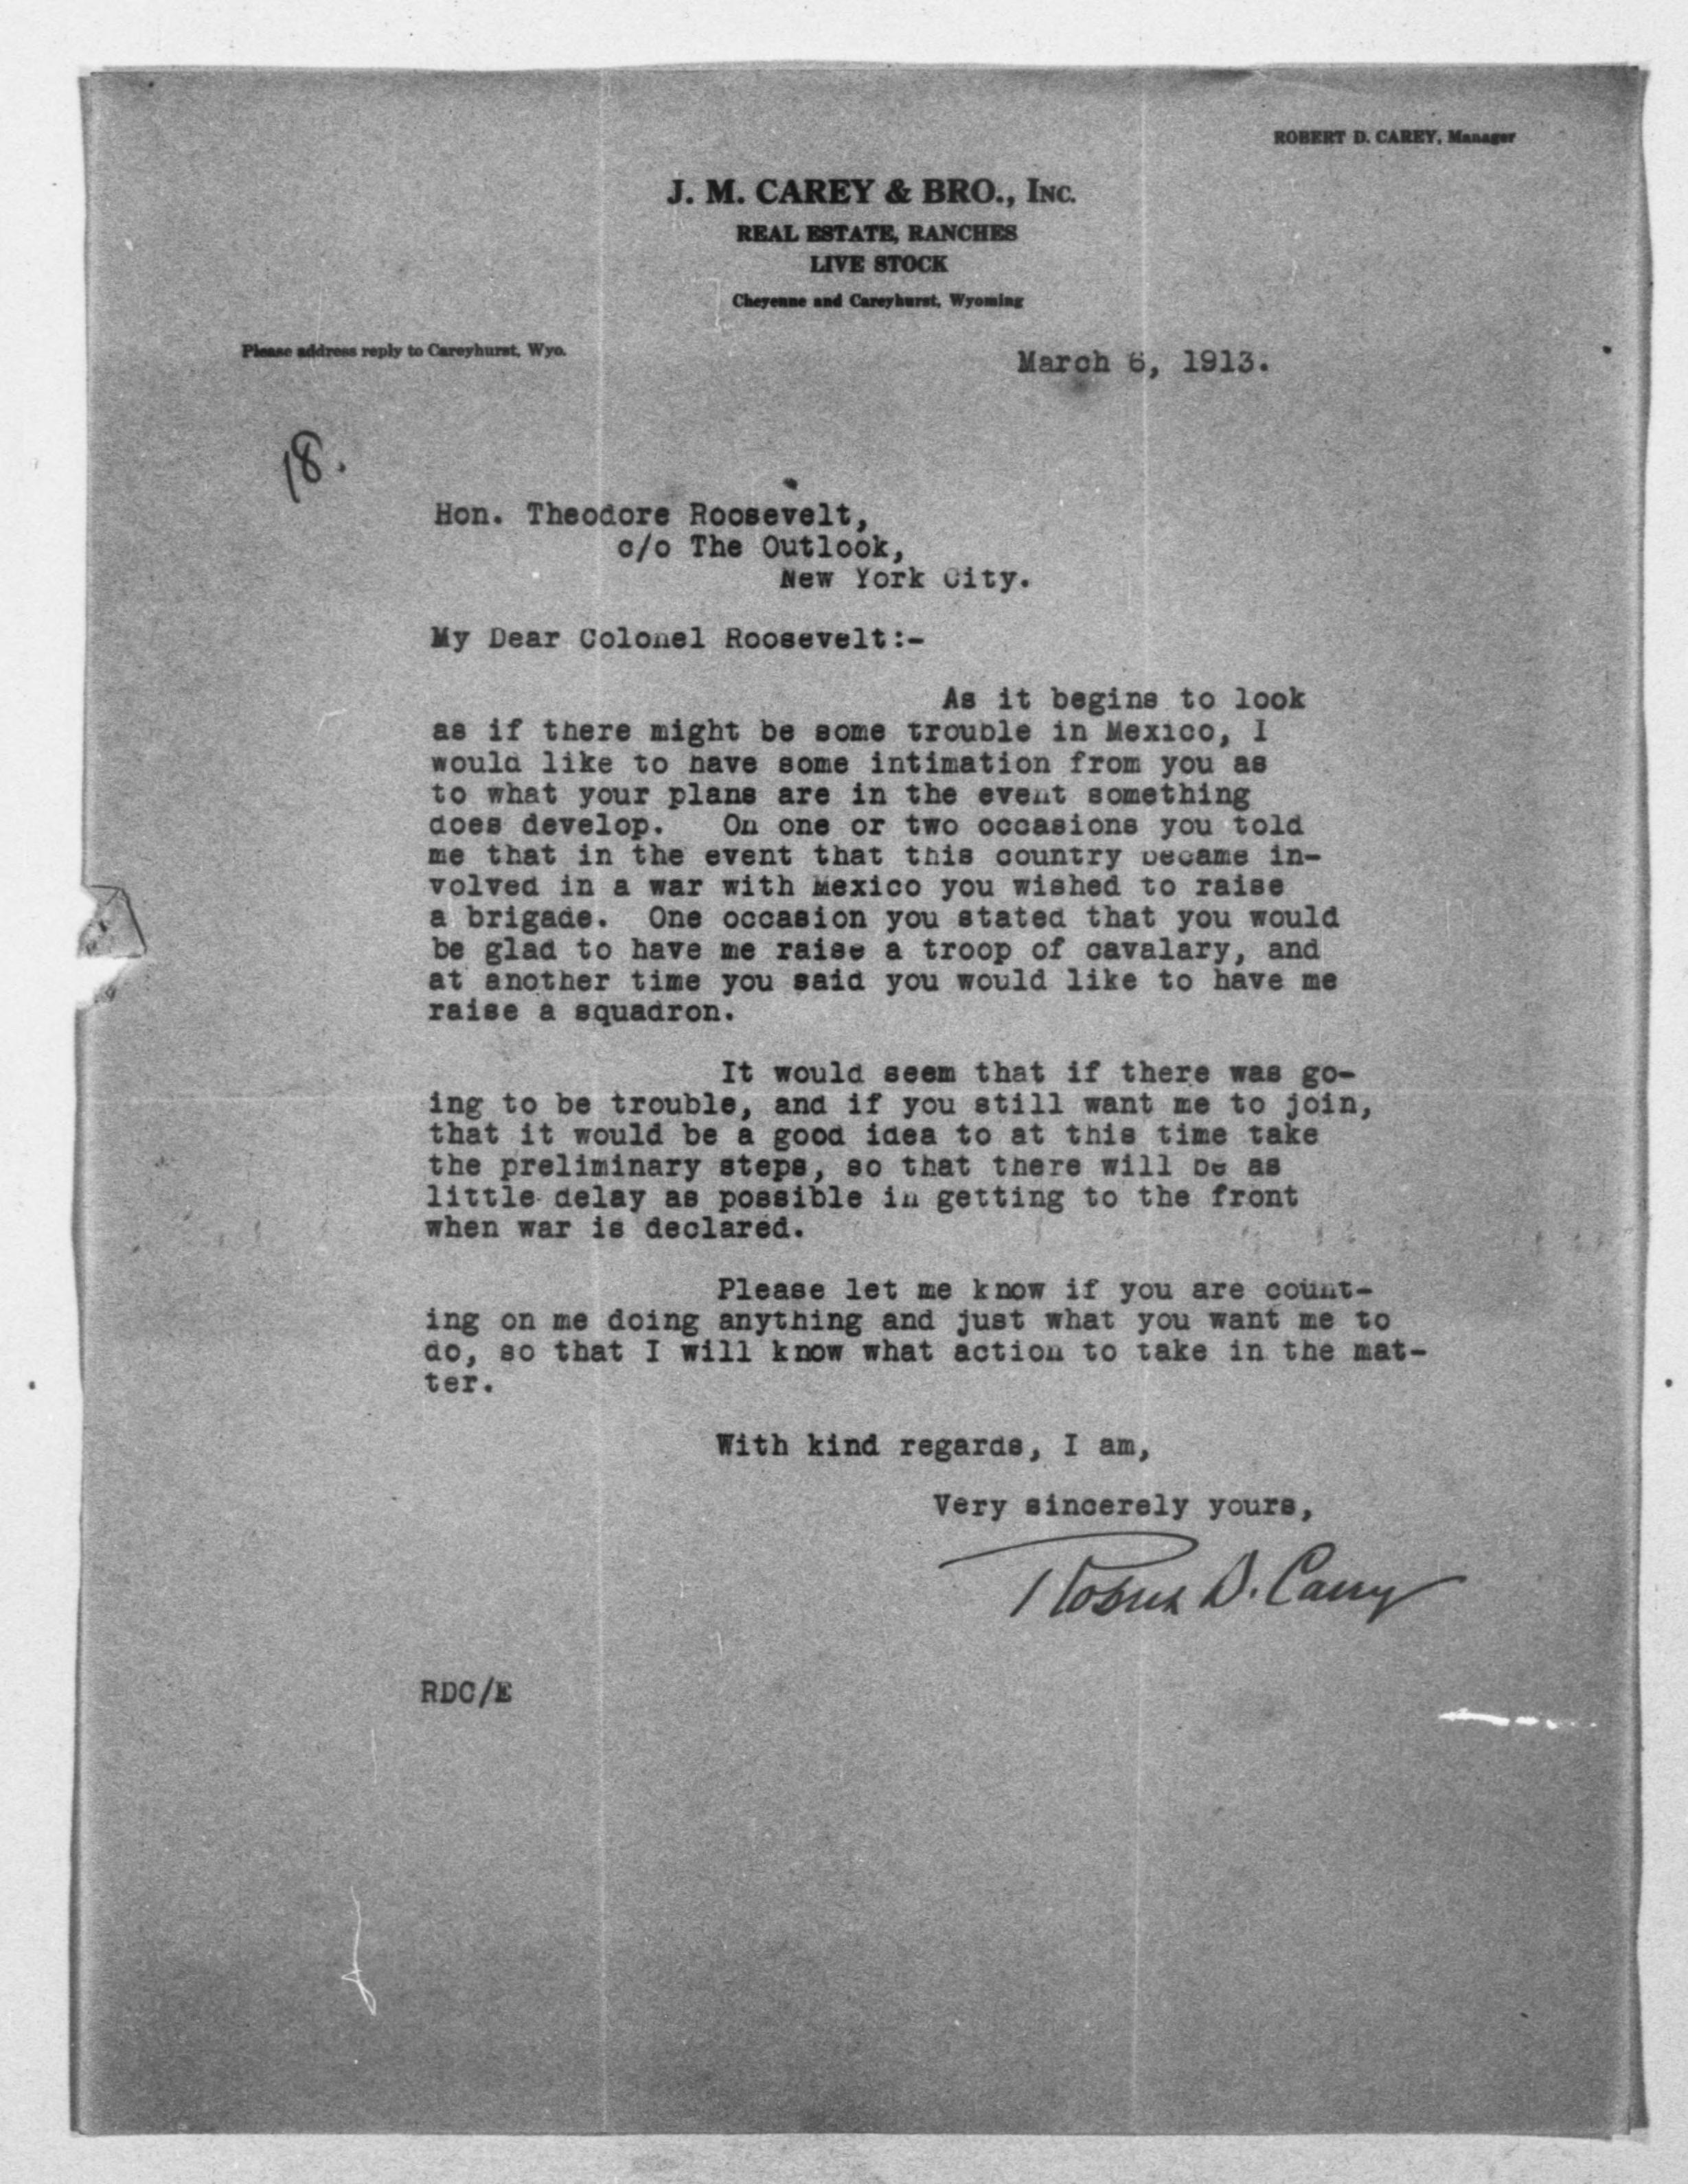 ROBERT D. CAREY, Manager
J. M. CAREY & BRO., INC.
REAL ESTATE, RANCHES
LIVE STOCK
Cheyenne and Careyhurst, Wyoming
Please address reply to Careyhurst, Wyo.
March 6, 1913.
18.
Hon. Theodore Roosevelt,
c/o The Outlook,
New York City.
My Dear Colonel Roosevelt:-
As it begins to look
as if there might be some trouble in Mexico, I
would like to have some intimation from you as
to what your plans are in the event something
does develop. On one or two occasions you told
me that in the event that this country became in-
volved in a war with Mexico you wished to raise
a brigade. One occasion you stated that you would
be glad to have me raise a troop of cavalary, and
at another time you said you would like to have me
raise a squadron.
It would seem that if there was go-
ing to be trouble, and if you still want me to join,
that it would be a good idea to at this time take
the preliminary steps, so that there will be as
little delay as possible in getting to the front
when war is declared.
Please let me know if you are count-
ing on me doing anything and just what you want me to
do, so that I will know what action to take in the mat-
ter.
With kind regards, I am,
Very sincerely yours,
Robert D. Carey
RDC/E